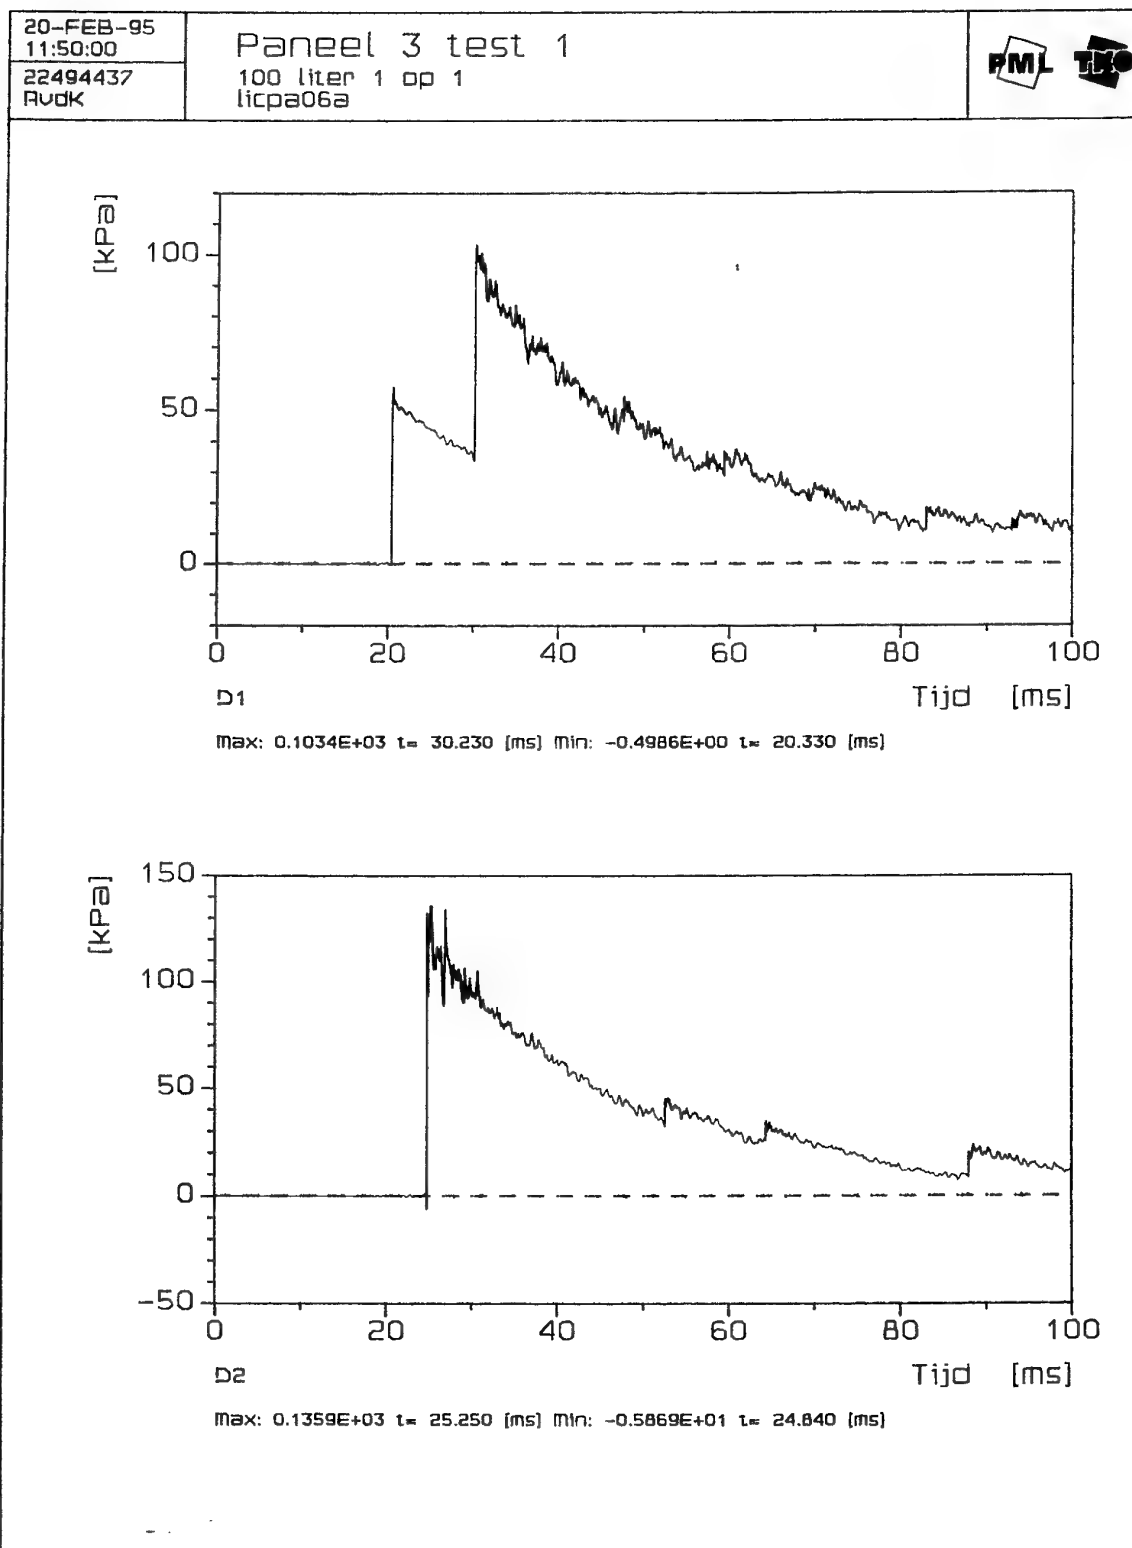 20-FEB-95
11:50:00
22494437
AvdK
Paneel 3 test 1
100 liter 1 op 1
licpa06a
PML TNO
[kPa]
100
50
0
0 20 40 60 80 100
D1 Tijd [ms]
Max: 0.1034E+03 t= 30.230 [ms] Min: -0.4986E+00 t= 20.330 [ms]
[kPa]
150
100
50
0
-50
0 20 40 60 80 100
D2 Tijd [ms]
Max: 0.1359E+03 t= 25.250 [ms] Min: -0.5869E+01 t= 24.840 [ms]